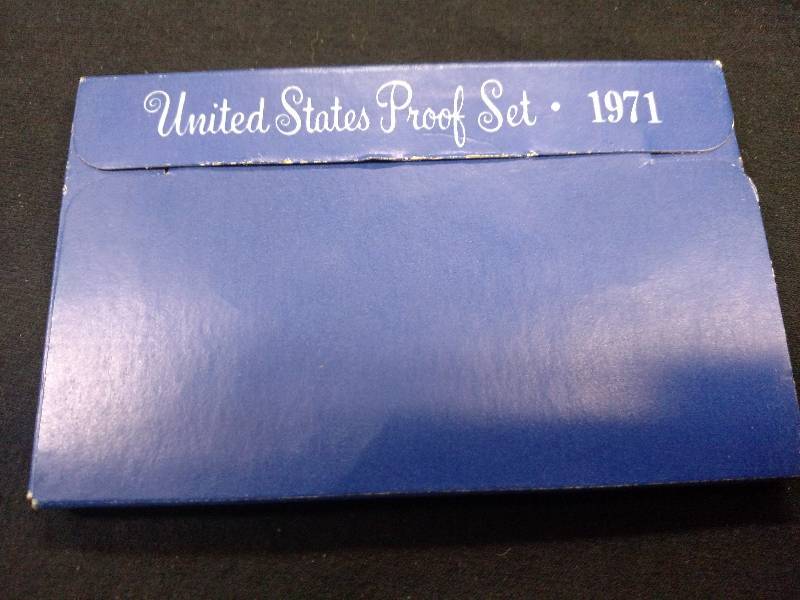 United States Proof Set • 1971